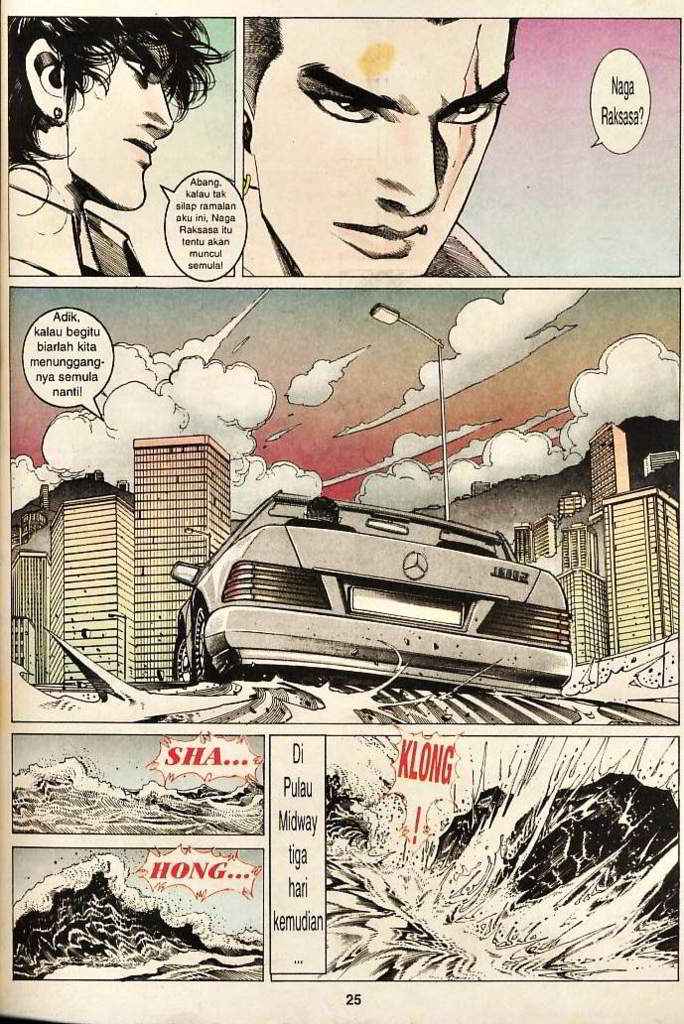 Abang,
kalau tak
silap ramalan
aku ini, Naga
Raksasa itu
tentu akan
muncul
semula!
Naga
Raksasa?
Adik,
kalau begitu
biarlah kita
menunggang-
nya semula
nanti!
SHA...
HONG...
Di
Pulau
Midway
tiga
hari
kemudian
...
KLONG
!
25